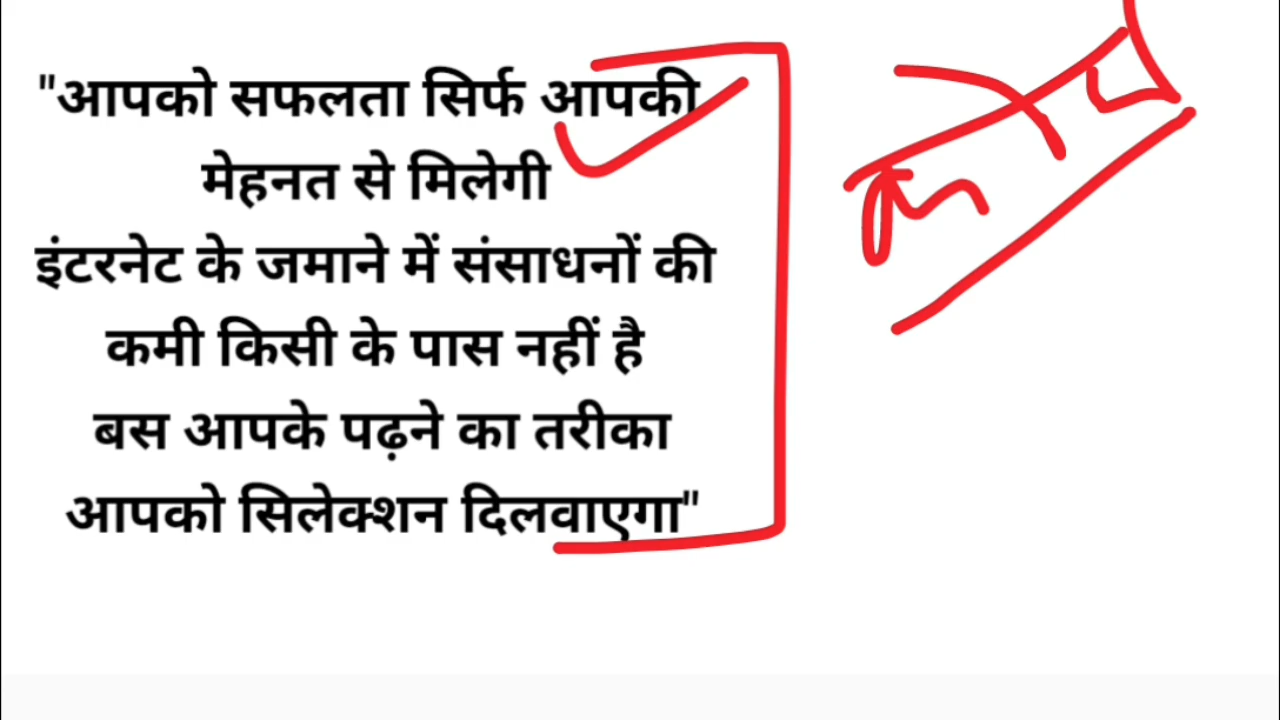 "आपको सफलता सिर्फ आपकी
मेहनत से मिलेगी
इंटरनेट के जमाने में संसाधनों की
कमी किसी के पास नहीं है
बस आपके पढ़ने का तरीका
आपको सिलेक्शन दिलवाएगा"